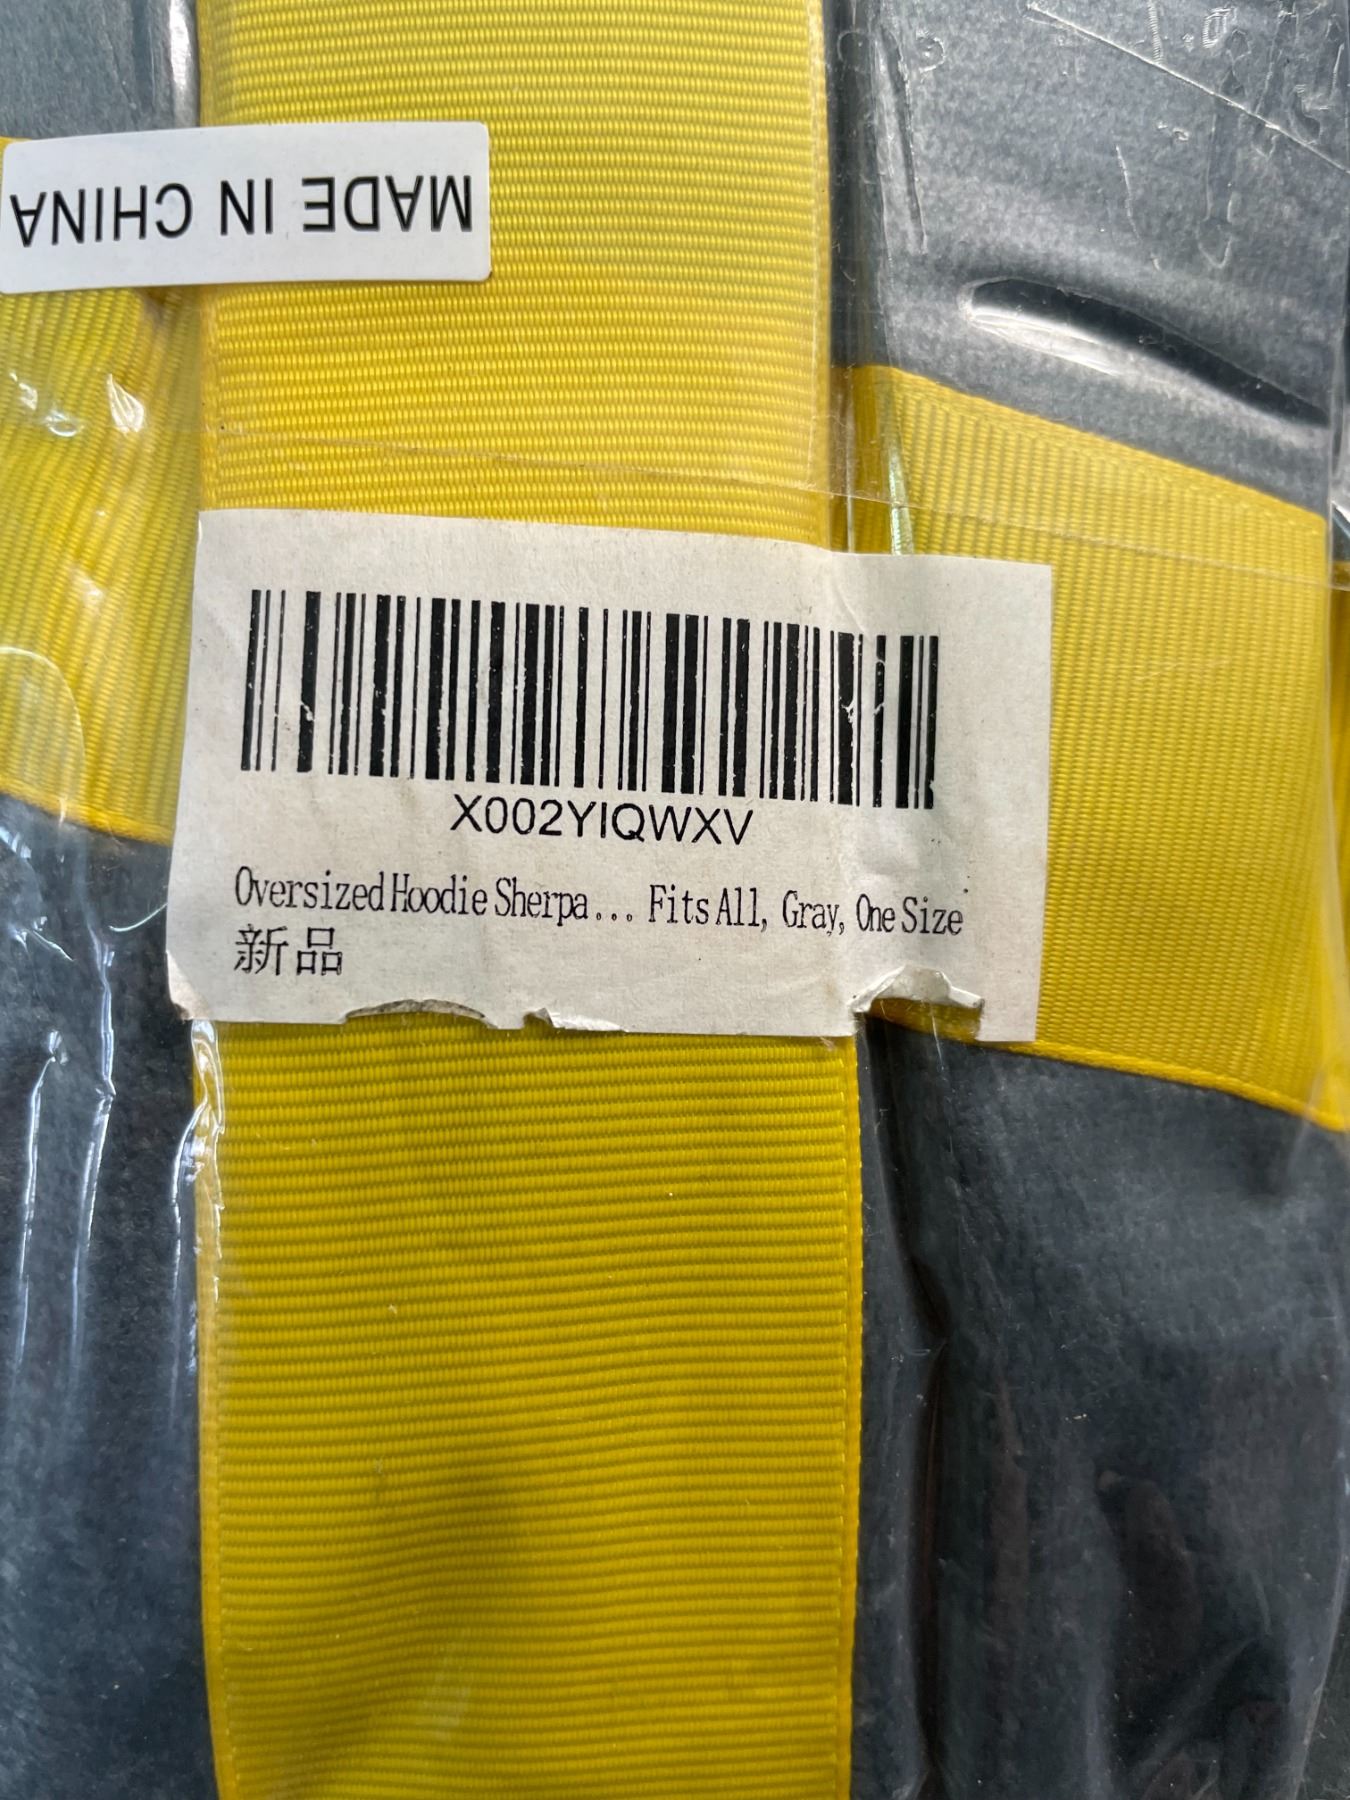 MADE IN CHINA
X002YIQWXV
Oversized Hoodie Sherpa... Fits All, Gray, One Size
新品